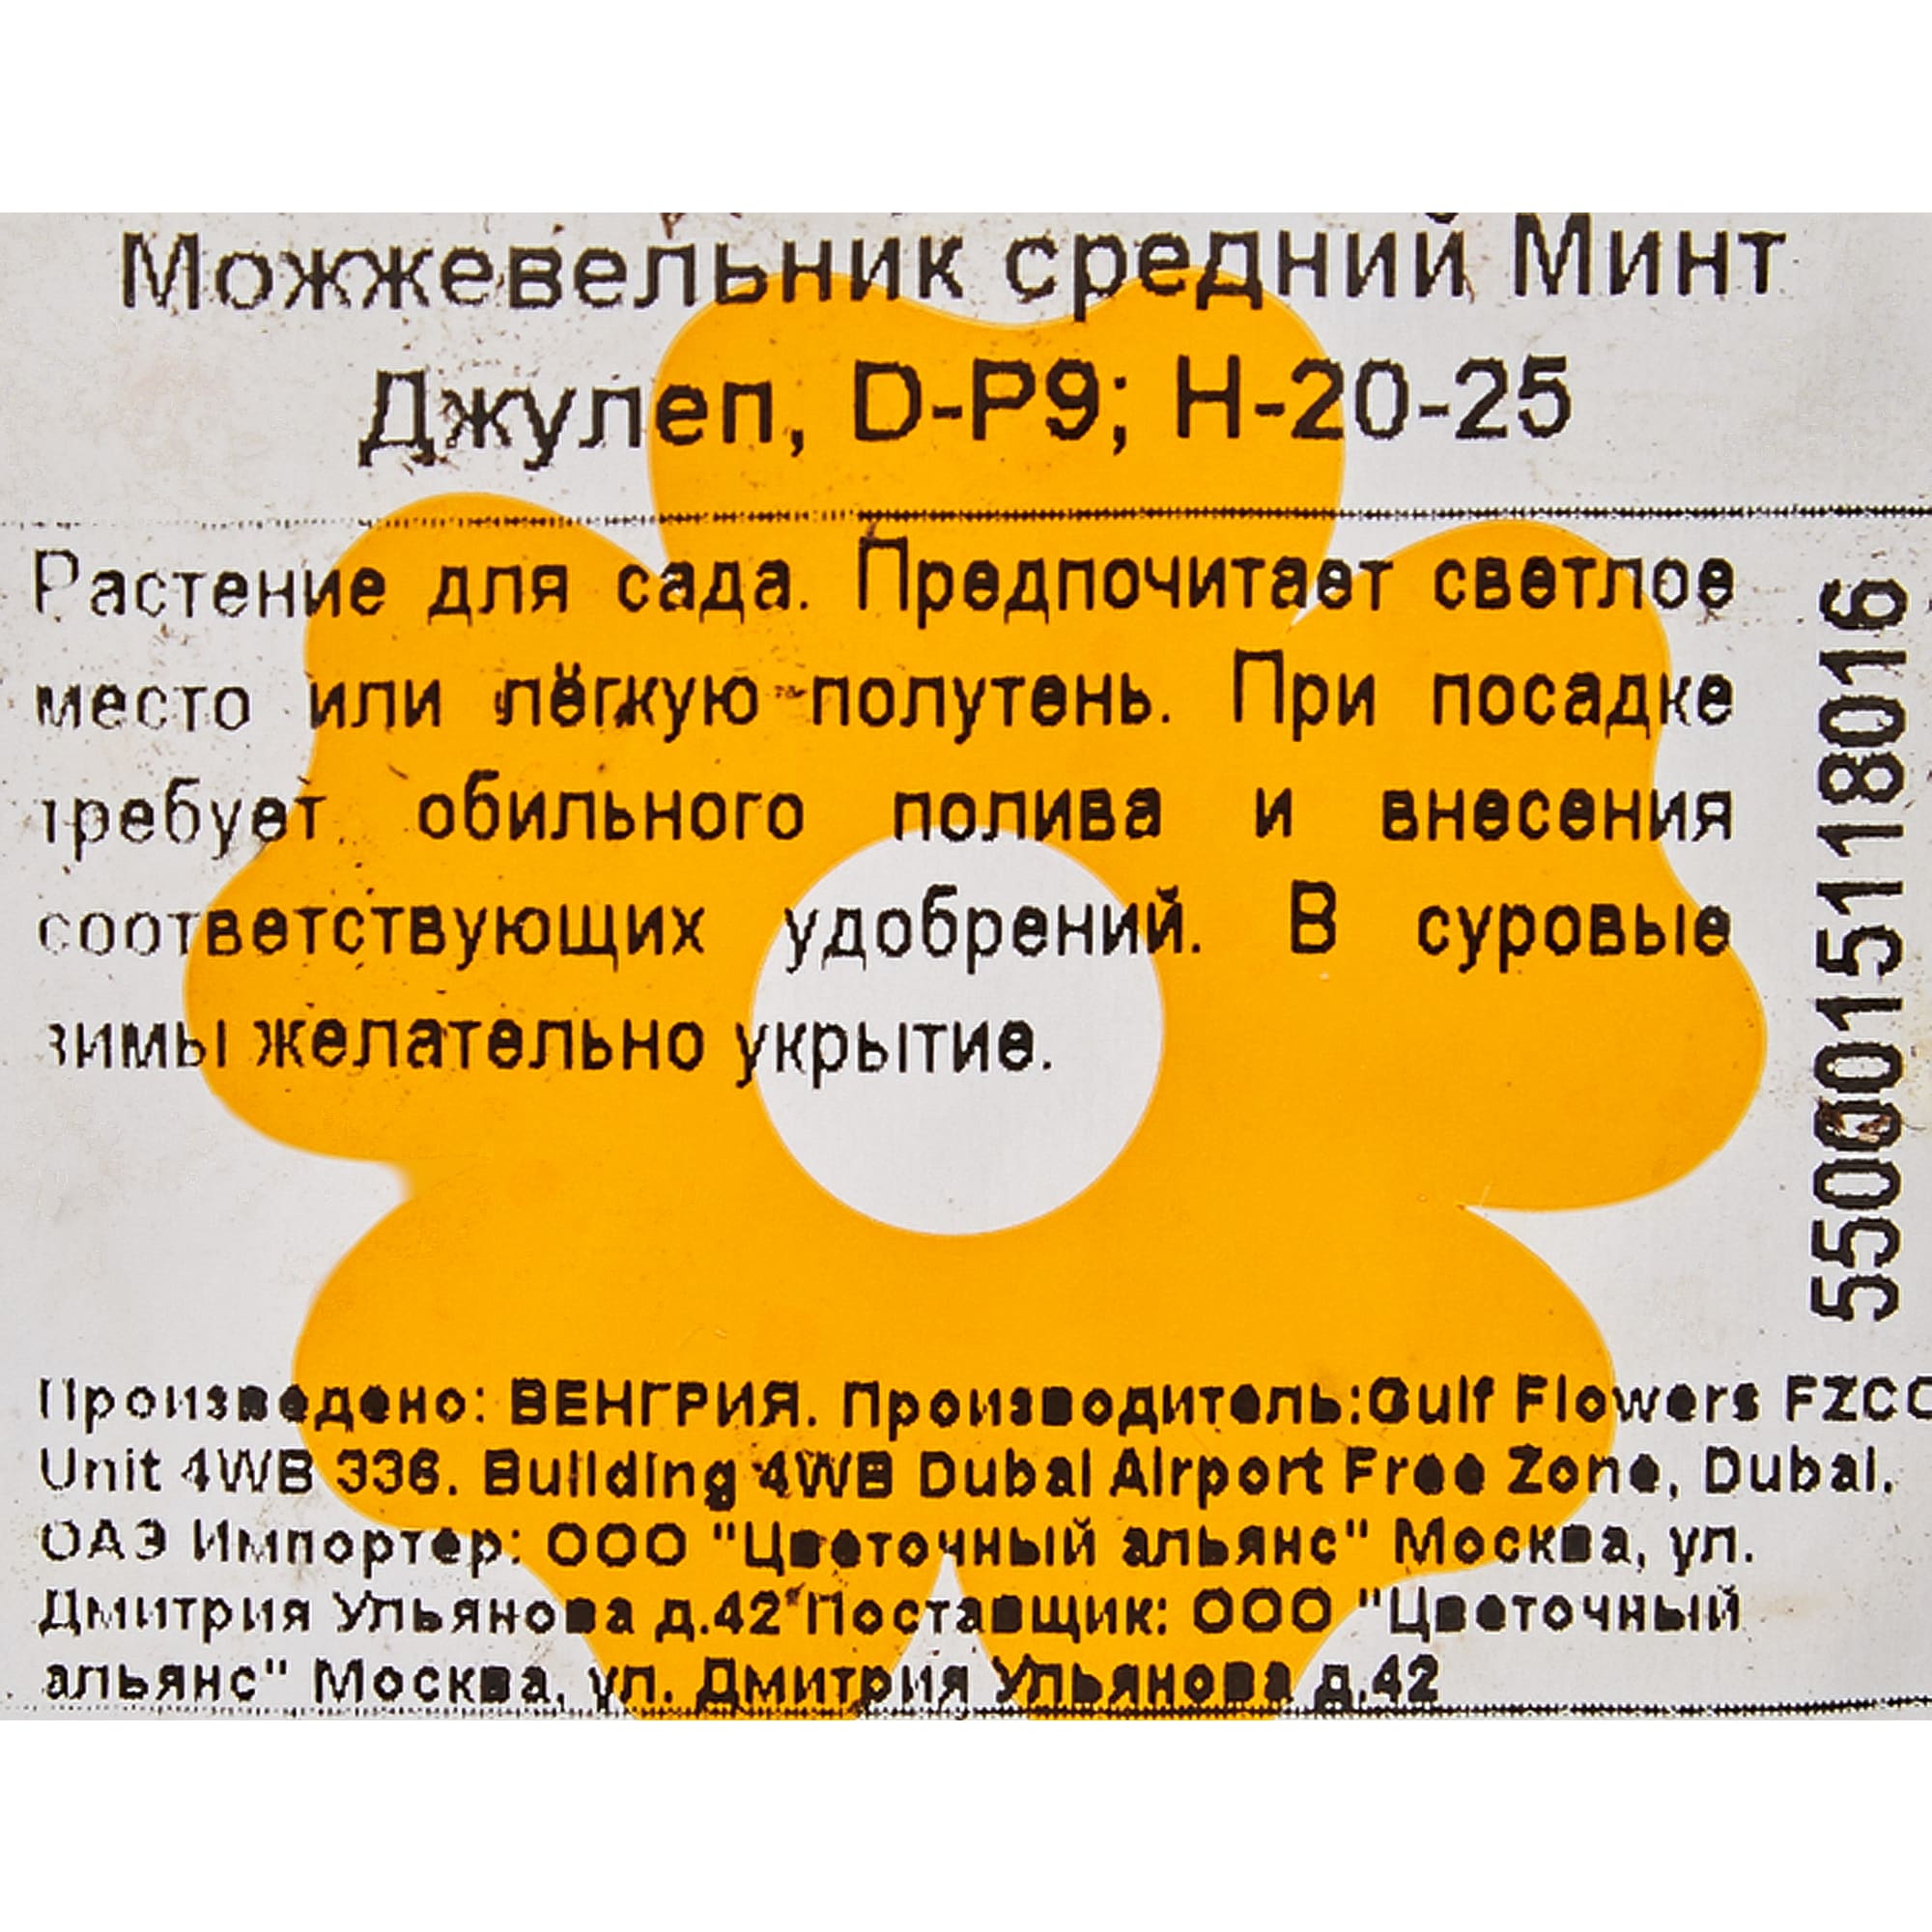 Можжевельник средний Минт
Джулеп, D-P9; H-20-25
Растение для сада. Предпочитает светлое
место или лёгкую полутень. При посадке
требует обильного полива и внесения
соответствующих удобрений. В суровые
зимы желательно укрытие.
5500015118016
Произведено: ВЕНГРИЯ. Производитель:Gulf Flowers FZCO
Unit 4WB 336. Building 4WB Dubai Airport Free Zone, Dubai.
ОАЭ Импортер: ООО "Цветочный альянс" Москва, ул.
Дмитрия Ульянова д.42 Поставщик: ООО "Цветочный
альянс" Москва, ул. Дмитрия Ульянова д.42